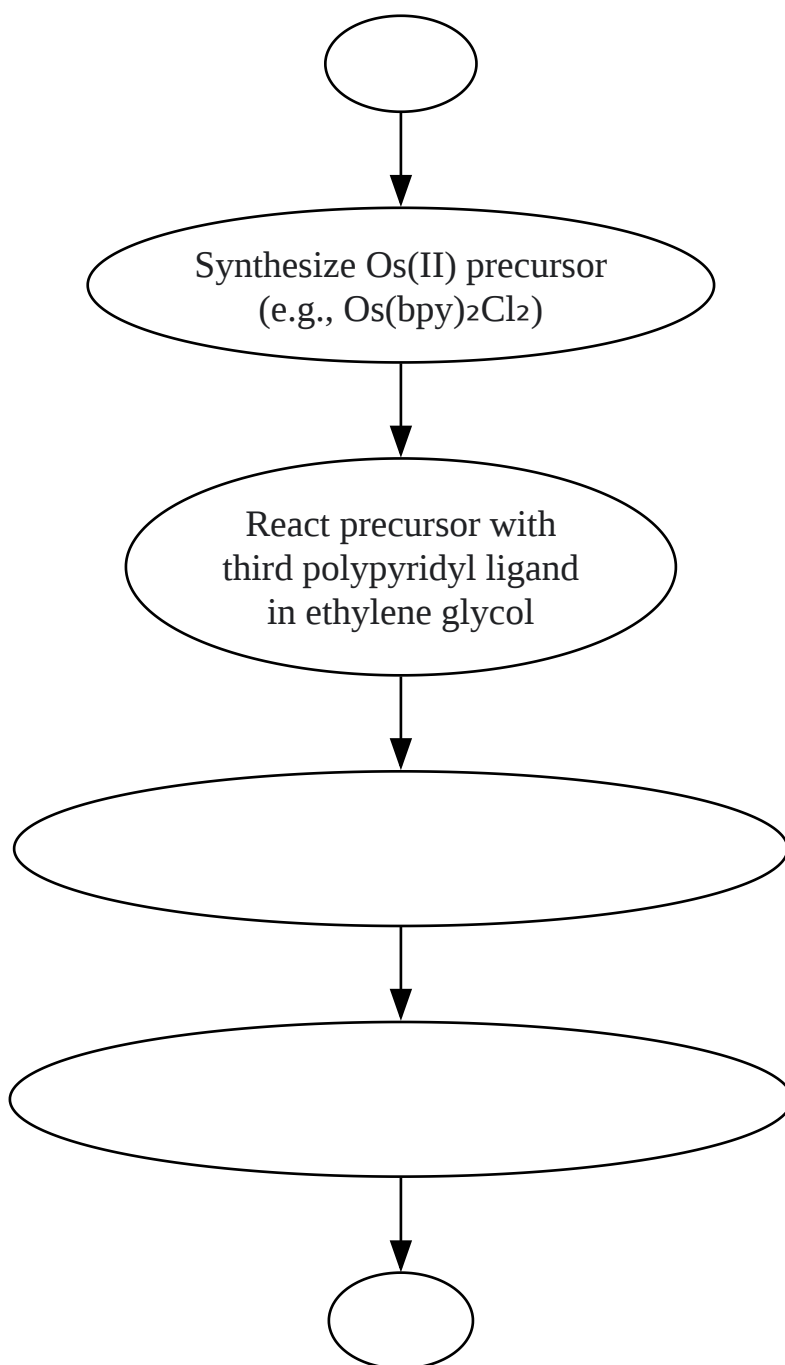 Synthesize Os(II) precursor
(e.g., Os(bpy)₂Cl₂)
React precursor with
third polypyridyl ligand
in ethylene glycol